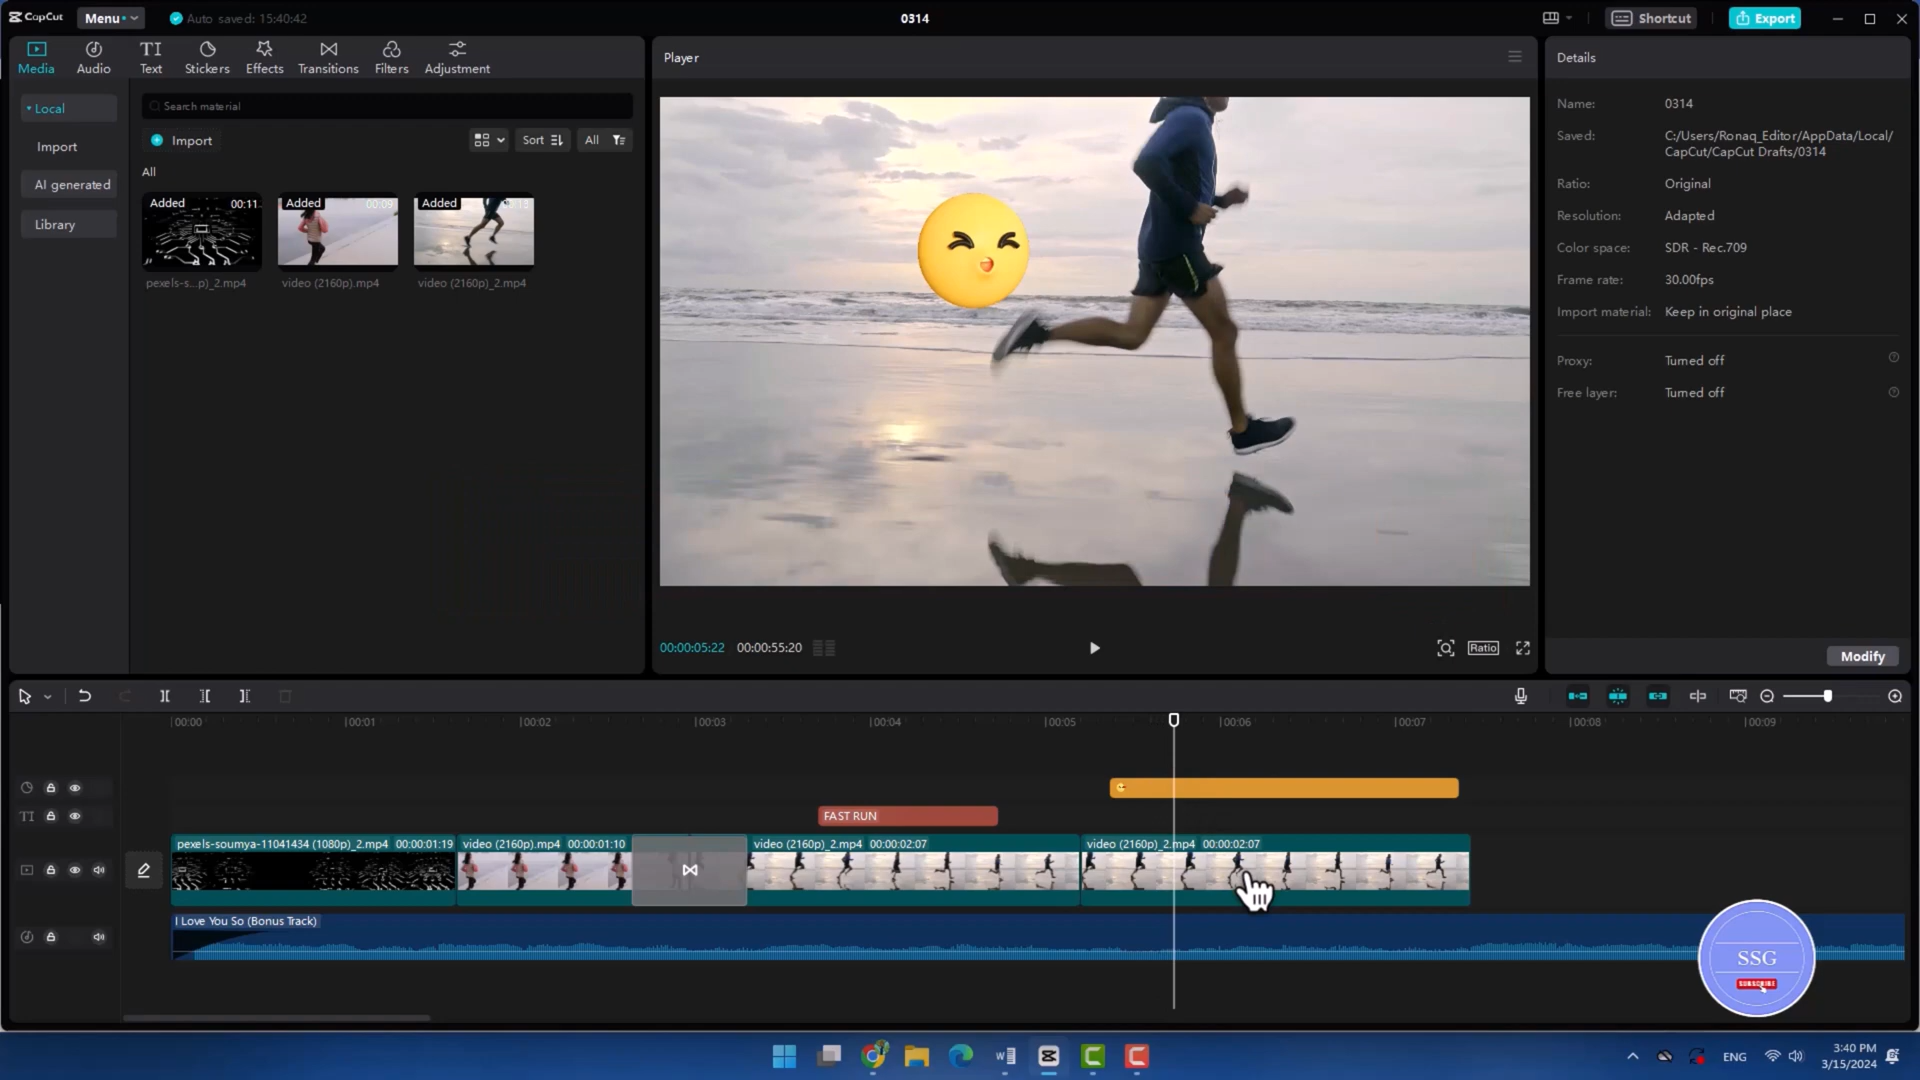 CapCut
Menu
Auto saved: 15:40:42
0314
Shortcut
Export
Media
Audio
TI
Text
Stickers
Effects
Transitions
Filters
Adjustment
Local
Import
AI generated
Library
Search material
Import
Sort
All
All
Added
00:11
Added
00:09
Added
pexels-s...p)_2.mp4
video (2160p).mp4
video (2160p)_2.mp4
Player
00:00:05:22
00:00:55:20
Ratio
Details
Name:
0314
Saved:
C:/Users/Ronaq_Editor/AppData/Local/
CapCut/CapCut Drafts/0314
Ratio:
Original
Resolution:
Adapted
Color space:
SDR - Rec.709
Frame rate:
30.00fps
Import material:
Keep in original place
Proxy:
Turned off
Free layer:
Turned off
Modify
00:00
00:01
00:02
00:03
00:04
00:05
00:06
00:07
00:08
00:09
TI
FAST RUN
pexels-soumya-11041434 (1080p)_2.mp4 00:00:01:19
video (2160p).mp4 00:00:01:10
video (2160p)_2.mp4 00:00:02:07
video (2160p)_2.mp4 00:00:02:07
I Love You So (Bonus Track)
SSG
SUBSCRIBE
ENG
3:40 PM
3/15/2024